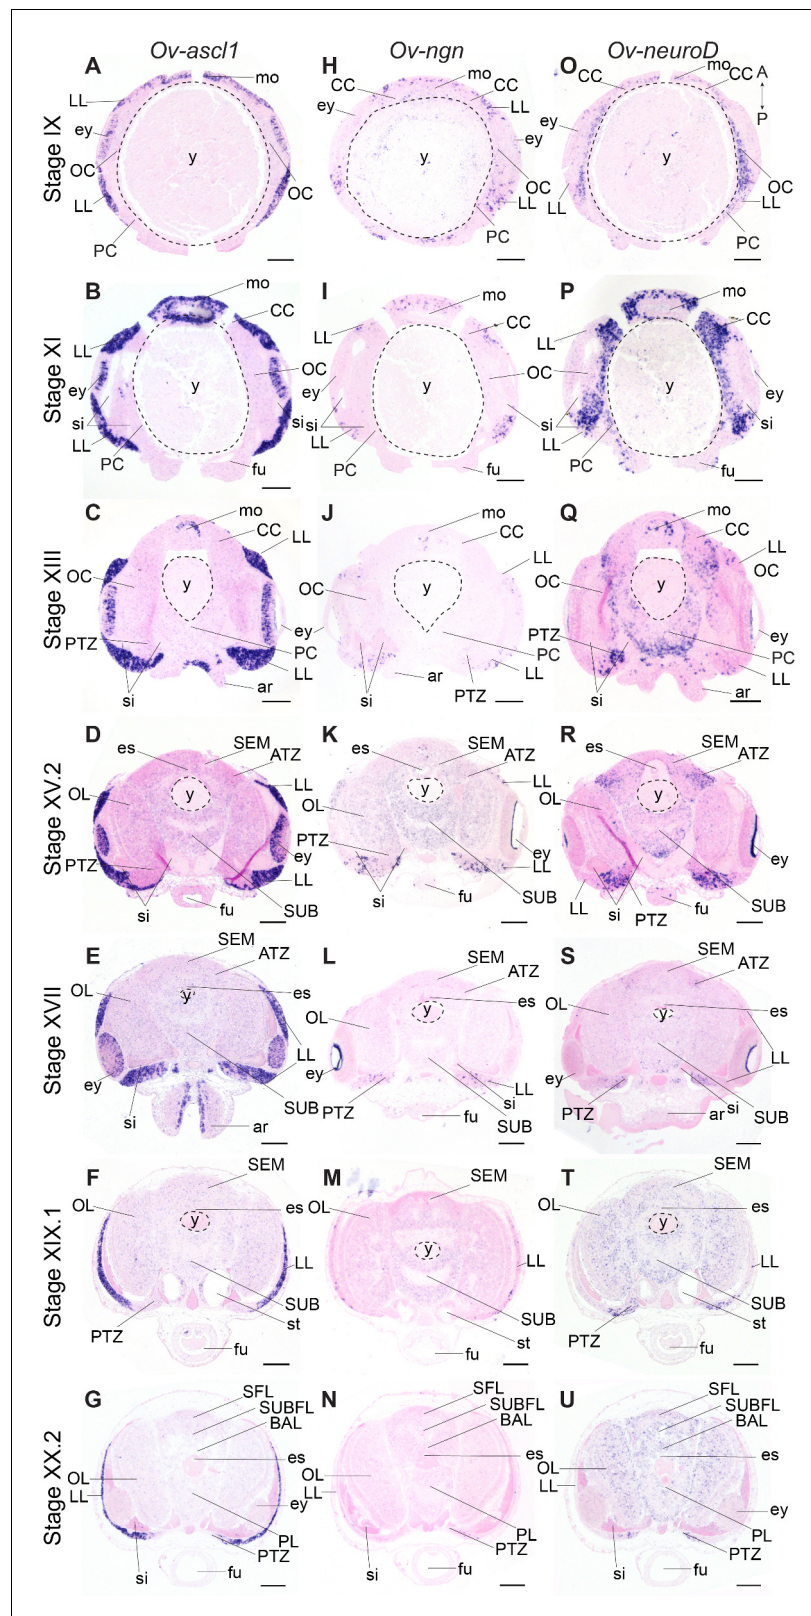 Ov-ascl1 Ov-ngn Ov-neuroD
Stage IX
A
mo
LL
ey
y
OC
OC
LL
PC
H
mo
CC
CC
LL
ey
ey
y
OC
LL
PC
O
mo
CC
CC
A
P
ey
ey
y
OC
LL
LL
PC
Stage XI
B
mo
CC
LL
ey
OC
y
si
si
LL
PC
fu
I
mo
LL
CC
OC
ey
y
si
si
LL
PC
fu
P
mo
CC
LL
ey
y
si
si
LL
PC
fu
Stage XIII
C
mo
CC
LL
OC
y
ey
PTZ
PC
LL
si
ar
J
mo
CC
LL
OC
y
ey
PC
LL
si
ar
PTZ
Q
mo
CC
LL
OC
OC
y
ey
PTZ
PC
si
LL
ar
Stage XV.2
D
SEM
es
ATZ
LL
OL
y
ey
PTZ
LL
si
fu
SUB
K
SEM
es
ATZ
LL
OL
y
PTZ
ey
LL
si
fu
SUB
R
SEM
es
ATZ
OL
y
ey
LL
si
PTZ
fu
SUB
Stage XVII
E
SEM
ATZ
OL
es
y
LL
ey
si
SUB
ar
L
SEM
ATZ
OL
es
y
ey
LL
PTZ
si
fu
SUB
S
SEM
ATZ
OL
es
y
LL
ey
PTZ
si
SUB
ar
Stage XIX.1
F
SEM
OL
es
y
LL
SUB
PTZ
st
fu
M
SEM
OL
y
LL
SUB
st
fu
T
SEM
OL
es
y
LL
SUB
PTZ
st
fu
Stage XX.2
G
SFL
SUBFL
BAL
es
OL
LL
ey
PL
PTZ
si
fu
N
SFL
SUBFL
BAL
es
OL
LL
PL
PTZ
si
fu
U
SFL
SUBFL
BAL
es
OL
LL
ey
PL
PTZ
si
fu